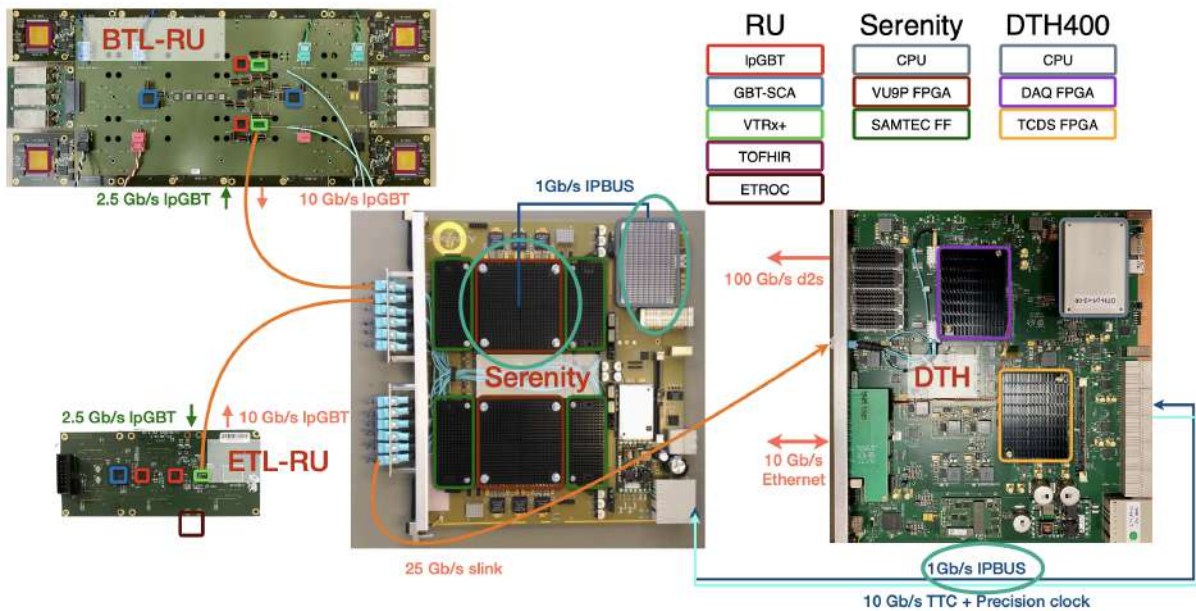 BTL-RU
RU
Serenity
DTH400
lpGBT
CPU
CPU
GBT-SCA
VU9P FPGA
DAQ FPGA
VTRx+
SAMTEC FF
TCDS FPGA
TOFHIR
ETROC
2.5 Gb/s lpGBT
10 Gb/s lpGBT
1Gb/s IPBUS
100 Gb/s d2s
Serenity
DTH
2.5 Gb/s lpGBT
10 Gb/s lpGBT
ETL-RU
10 Gb/s
Ethernet
25 Gb/s slink
1Gb/s IPBUS
10 Gb/s TTC + Precision clock